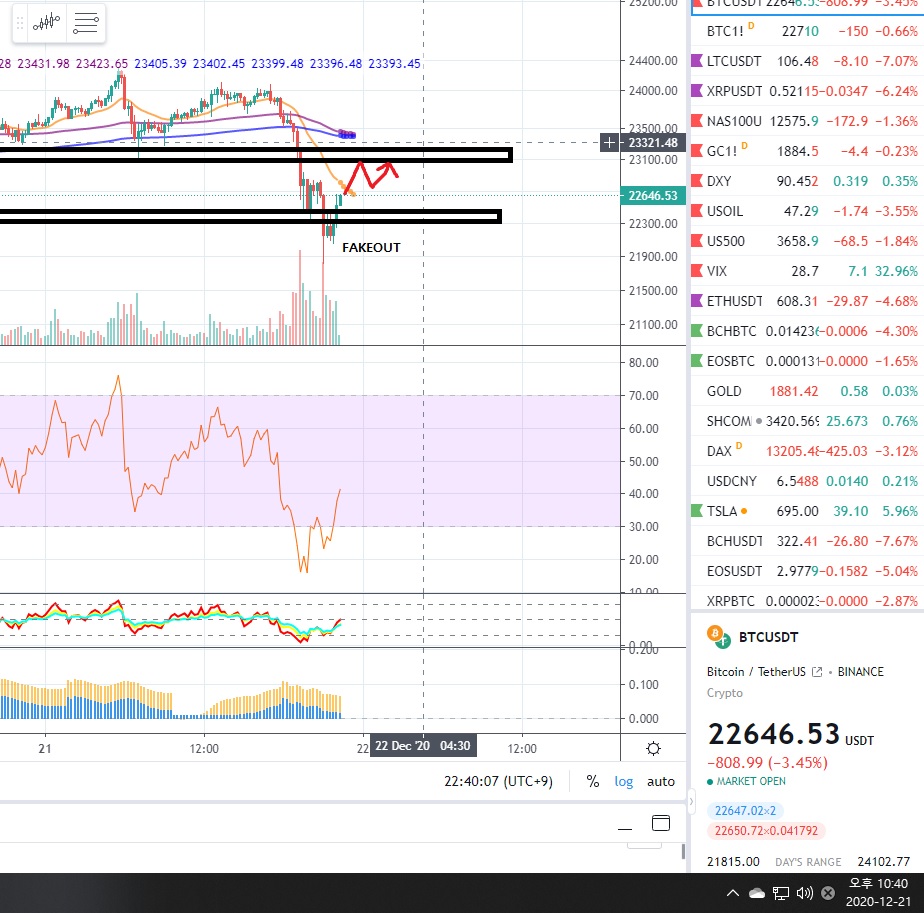 25200.00
28 23431.98 23423.65 23405.39 23402.45 23399.48 23396.48 23393.45
24400.00
24000.00
23500.00
23321.48
23100.00
22646.53
22300.00
FAKEOUT
21900.00
21500.00
21100.00
80.00
70.00
60.00
50.00
40.00
30.00
20.00
10.00
0.00
0.200
0.100
0.000
21 12:00 22 22 Dec '20 04:30 12:00
22:40:07 (UTC+9) % log auto
BTCUSDT 22646.53 -808.99 -3.45%
BTC1! D 22710 -150 -0.66%
LTCUSDT 106.48 -8.10 -7.07%
XRPUSDT 0.52115 -0.0347 -6.24%
NAS100U 12575.9 -172.9 -1.36%
GC1! D 1884.5 -4.4 -0.23%
DXY 90.452 0.319 0.35%
USOIL 47.29 -1.74 -3.55%
US500 3658.9 -68.5 -1.84%
VIX 28.7 7.1 32.96%
ETHUSDT 608.31 -29.87 -4.68%
BCHBTC 0.01423 -0.0006 -4.30%
EOSBTC 0.00013 -0.0000 -1.65%
GOLD 1881.42 0.58 0.03%
SHCOM 3420.569 25.673 0.76%
DAX D 13205.4 -425.03 -3.12%
USDCNY 6.5488 0.0140 0.21%
TSLA 695.00 39.10 5.96%
BCHUSDT 322.41 -26.80 -7.67%
EOSUSDT 2.9779 -0.1582 -5.04%
XRPBTC 0.00002 -0.0000 -2.87%
BTCUSDT
Bitcoin / TetherUS • BINANCE
Crypto
22646.53 USDT
−808.99 (−3.45%)
MARKET OPEN
22647.02×2
22650.72×0.041792
21815.00 DAY'S RANGE 24102.77
오후 10:40
2020-12-21